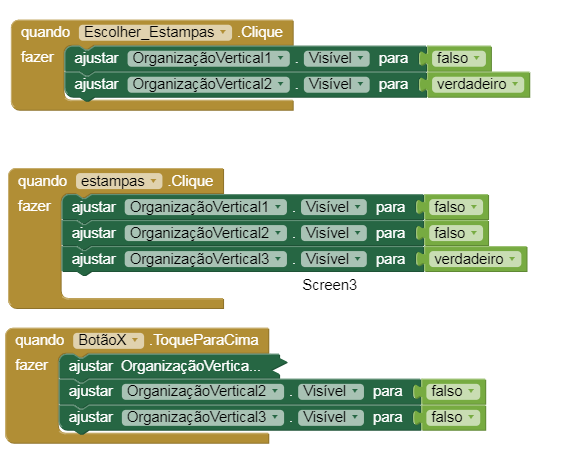 quando Escolher_Estampas .Clique
fazer ajustar OrganizaçãoVertical1 . Visível para falso
ajustar OrganizaçãoVertical2 . Visível para verdadeiro
quando estampas .Clique
fazer ajustar OrganizaçãoVertical1 . Visível para falso
ajustar OrganizaçãoVertical2 . Visível para falso
ajustar OrganizaçãoVertical3 . Visível para verdadeiro
Screen3
quando BotãoX .ToqueParaCima
fazer ajustar OrganizaçãoVertica...
ajustar OrganizaçãoVertical2 . Visível para falso
ajustar OrganizaçãoVertical3 . Visível para falso